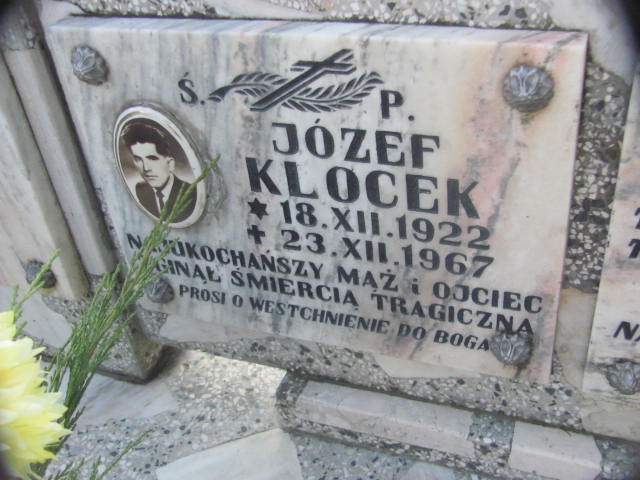 Ś. P.
JÓZEF
KLOCEK
* 18.XII.1922
✝ 23.XII.1967
NAJUKOCHAŃSZY MĄŻ i OJCIEC
ZGINĄŁ ŚMIERCIĄ TRAGICZNĄ
PROSI O WESTCHNIENIE DO BOGA